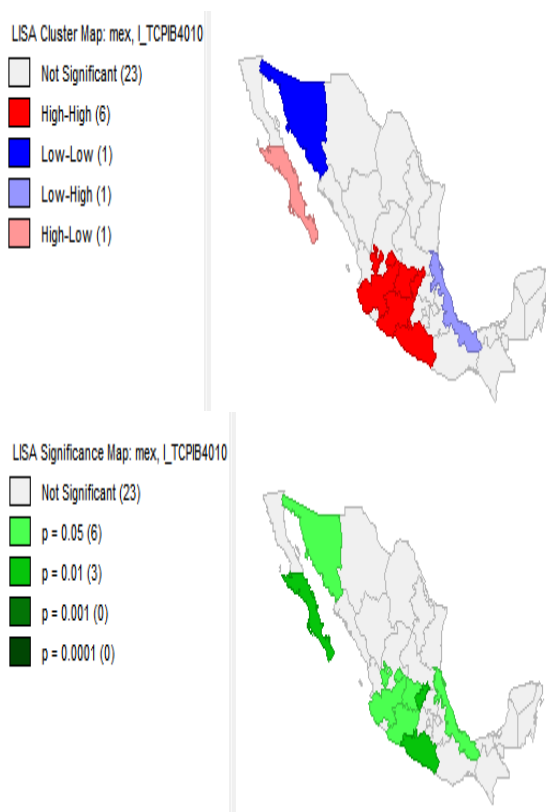 LISA Cluster Map: mex, I_TCPIB4010
Not Significant (23)
High-High (6)
Low-Low (1)
Low-High (1)
High-Low (1)
LISA Significance Map: mex, I_TCPIB4010
Not Significant (23)
p = 0.05 (6)
p = 0.01 (3)
p = 0.001 (0)
p = 0.0001 (0)